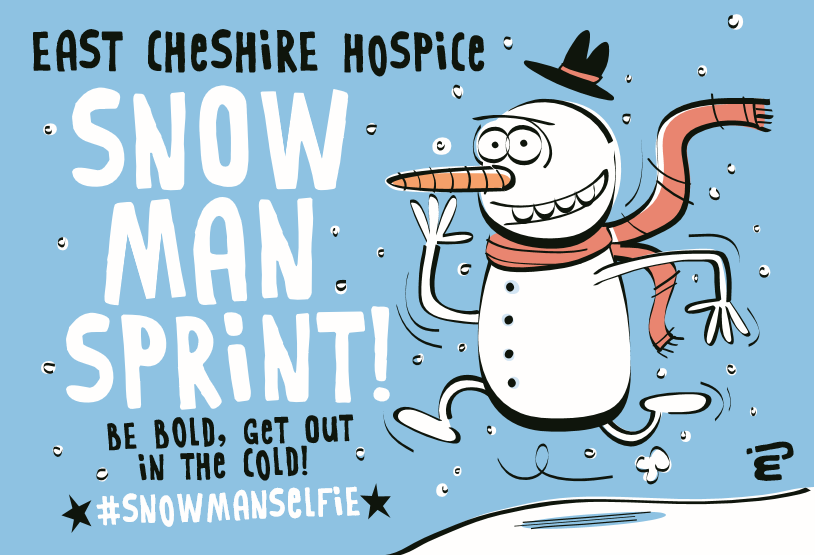 EAST CHeSHiRE HOSPiCe
SNOW
MAN
SPRiNT!
BE BOLD, GeT OUT
iN THe COLD!
#SNOWMANSeLFiE